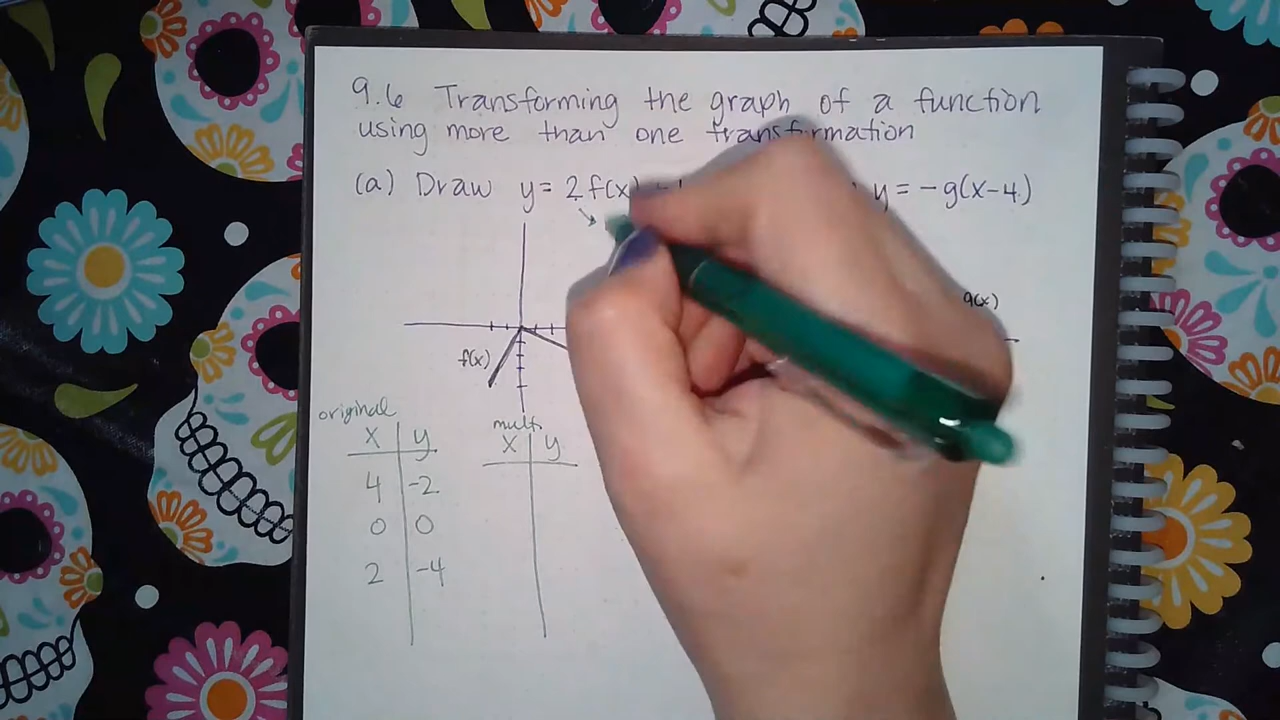 9.6 Transforming the graph of a function
using more than one transformation
(a) Draw y = 2f(x) y = -g(x-4)
g(x)
f(x)
original
x y
4 -2
0 0
2 -4
mult.
x y